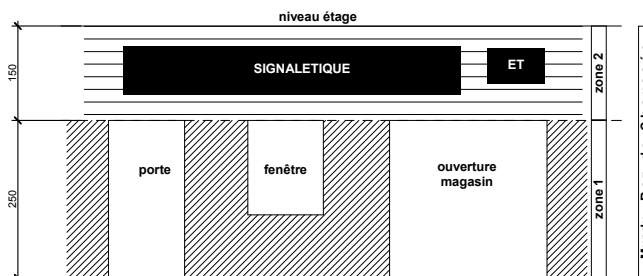 niveau étage
150
SIGNALETIQUE
ET
zone 2
250
porte
fenêtre
ouverture
magasin
zone 1